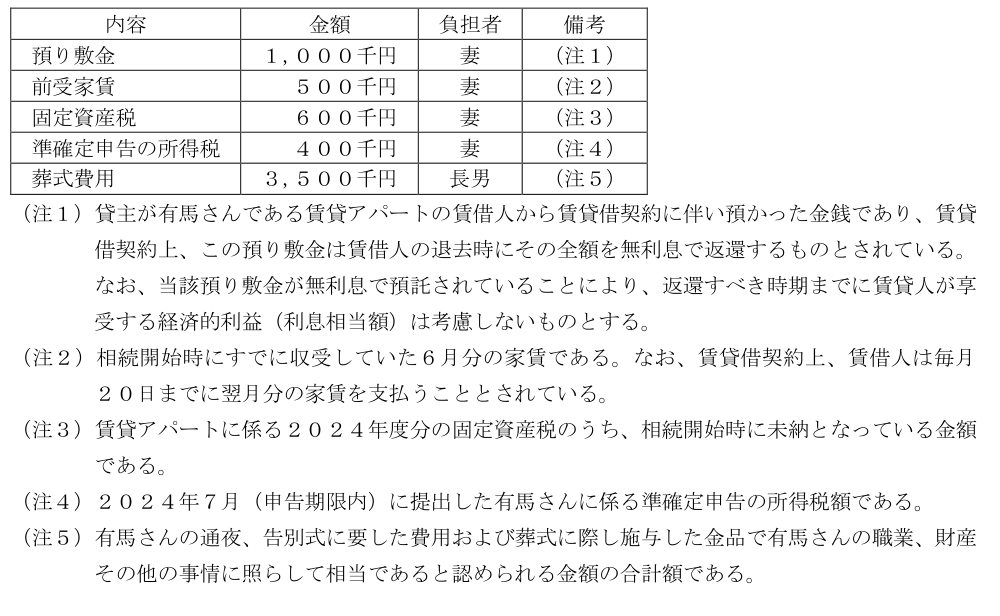 内容 金額 負担者 備考
預り敷金 １，０００千円 妻 （注１）
前受家賃 ５００千円 妻 （注２）
固定資産税 ６００千円 妻 （注３）
準確定申告の所得税 ４００千円 妻 （注４）
葬式費用 ３，５００千円 長男 （注５）
（注１）貸主が有馬さんである賃貸アパートの賃借人から賃貸借契約に伴い預かった金銭であり、賃貸
借契約上、この預り敷金は賃借人の退去時にその全額を無利息で返還するものとされている。
なお、当該預り敷金が無利息で預託されていることにより、返還すべき時期までに賃貸人が享
受する経済的利益（利息相当額）は考慮しないものとする。
（注２）相続開始時にすでに収受していた６月分の家賃である。なお、賃貸借契約上、賃借人は毎月
２０日までに翌月分の家賃を支払うこととされている。
（注３）賃貸アパートに係る２０２４年度分の固定資産税のうち、相続開始時に未納となっている金額
である。
（注４）２０２４年７月（申告期限内）に提出した有馬さんに係る準確定申告の所得税額である。
（注５）有馬さんの通夜、告別式に要した費用および葬式に際し施与した金品で有馬さんの職業、財産
その他の事情に照らして相当であると認められる金額の合計額である。